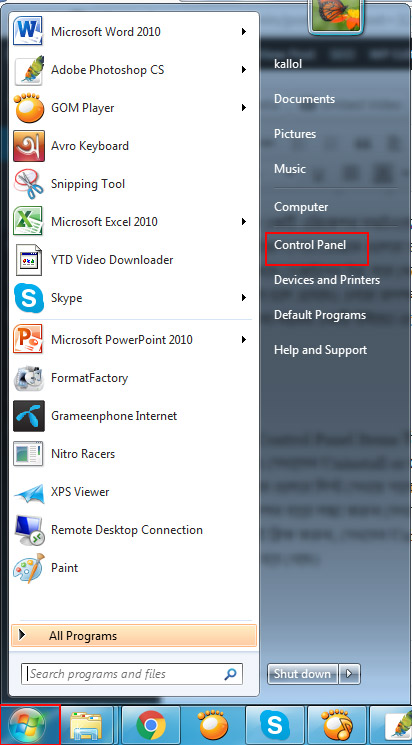 Microsoft Word 2010
Adobe Photoshop CS
GOM Player
Avro Keyboard
Snipping Tool
Microsoft Excel 2010
YTD Video Downloader
Skype
Microsoft PowerPoint 2010
FormatFactory
Grameenphone Internet
Nitro Racers
XPS Viewer
Remote Desktop Connection
Paint
All Programs
Search programs and files
kallol
Documents
Pictures
Music
Computer
Control Panel
Devices and Printers
Default Programs
Help and Support
Shut down